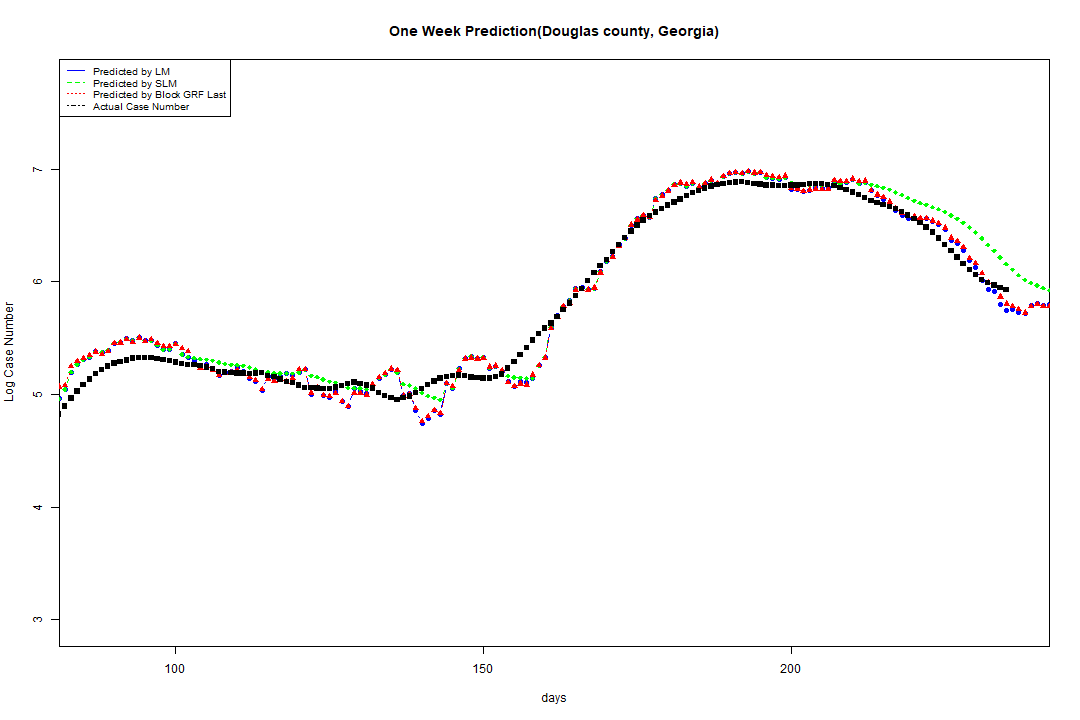 One Week Prediction(Douglas county, Georgia)
Predicted by LM
Predicted by SLM
Predicted by Block GRF Last
Actual Case Number
7
6
5
4
3
Log Case Number
100 150 200
days